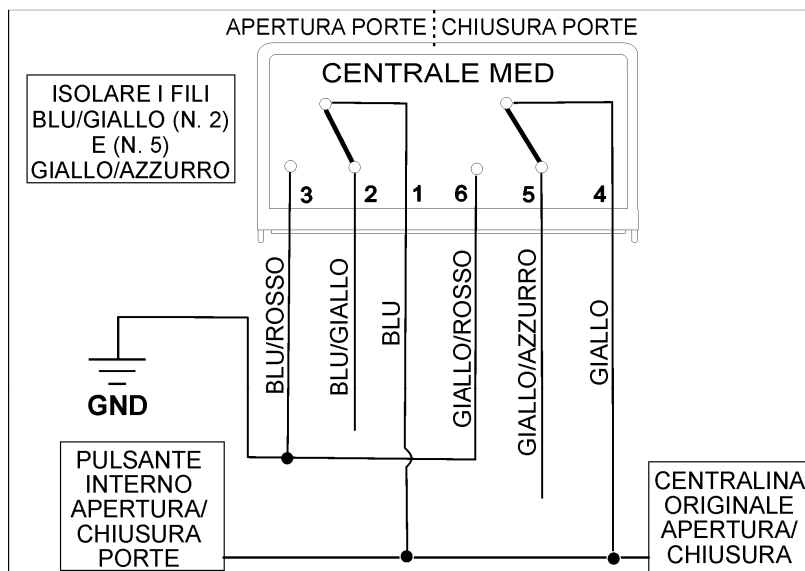 APERTURA PORTE
CHIUSURA PORTE
CENTRALE MED
ISOLARE I FILI
BLU/GIALLO (N. 2)
E (N. 5)
GIALLO/AZZURRO
3
2
1
6
5
4
BLU/ROSSO
BLU/GIALLO
BLU
GIALLO/ROSSO
GIALLO/AZZURRO
GIALLO
GND
PULSANTE
INTERNO
APERTURA/
CHIUSURA
PORTE
CENTRALINA
ORIGINALE
APERTURA/
CHIUSURA